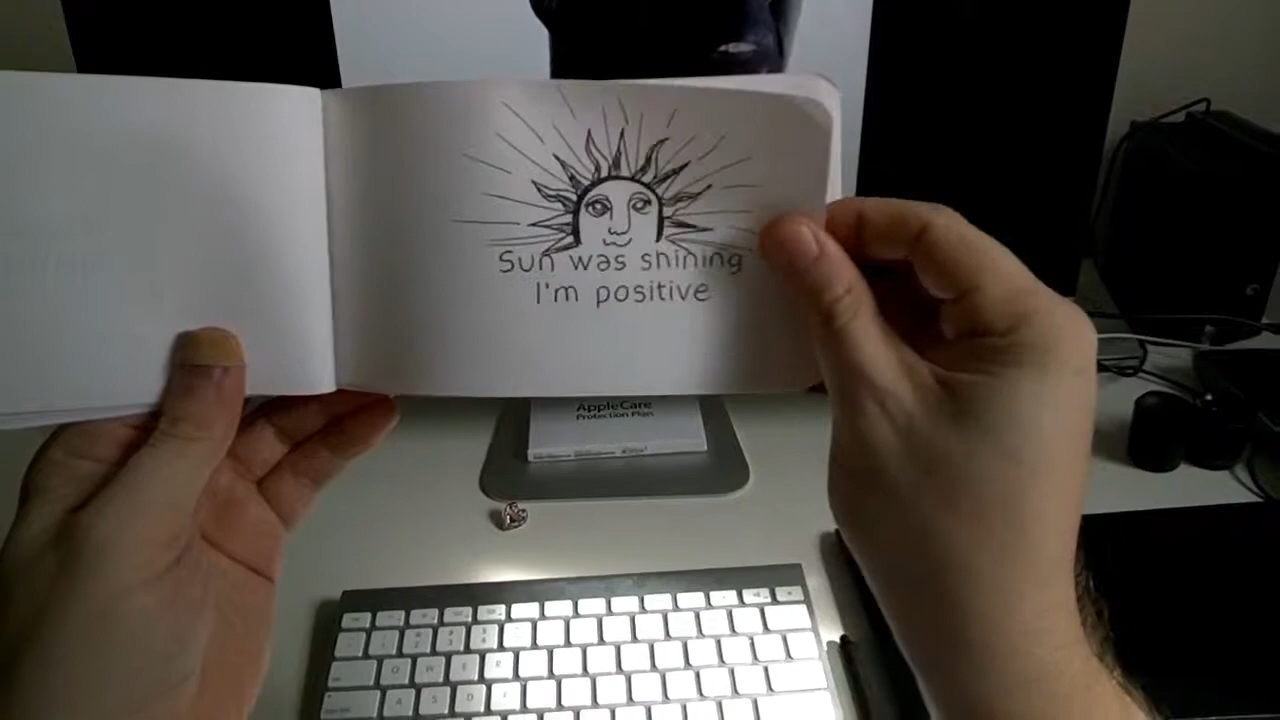 Sun was shining
I'm positive
AppleCare
Protection Plan
Q W E R
A S D F